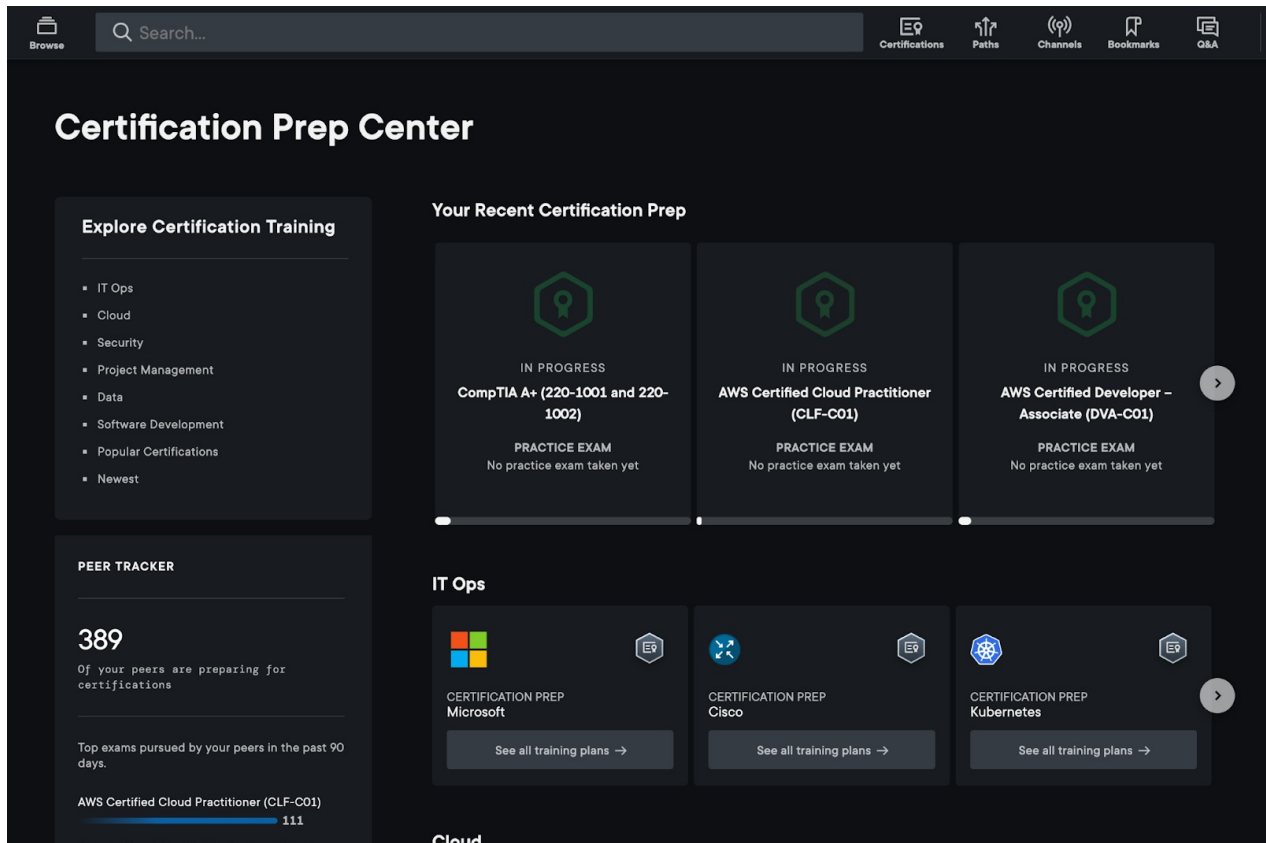 Browse
Search...
Certifications
Paths
Channels
Bookmarks
Q&A
Certification Prep Center
Explore Certification Training
IT Ops
Cloud
Security
Project Management
Data
Software Development
Popular Certifications
Newest
PEER TRACKER
389
Of your peers are preparing for
certifications
Top exams pursued by your peers in the past 90
days.
AWS Certified Cloud Practitioner (CLF-C01)
111
Your Recent Certification Prep
IN PROGRESS
CompTIA A+ (220-1001 and 220-
1002)
PRACTICE EXAM
No practice exam taken yet
IN PROGRESS
AWS Certified Cloud Practitioner
(CLF-C01)
PRACTICE EXAM
No practice exam taken yet
IN PROGRESS
AWS Certified Developer –
Associate (DVA-C01)
PRACTICE EXAM
No practice exam taken yet
IT Ops
CERTIFICATION PREP
Microsoft
See all training plans →
CERTIFICATION PREP
Cisco
See all training plans →
CERTIFICATION PREP
Kubernetes
See all training plans →
Cloud